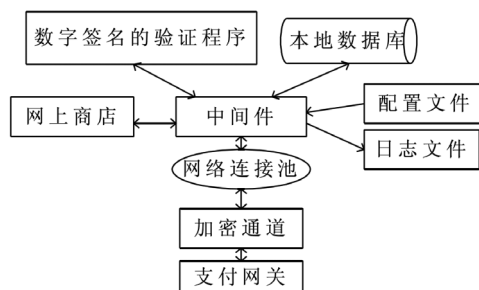 数字签名的验证程序
本地数据库
网上商店
中间件
配置文件
日志文件
网络连接池
加密通道
支付网关